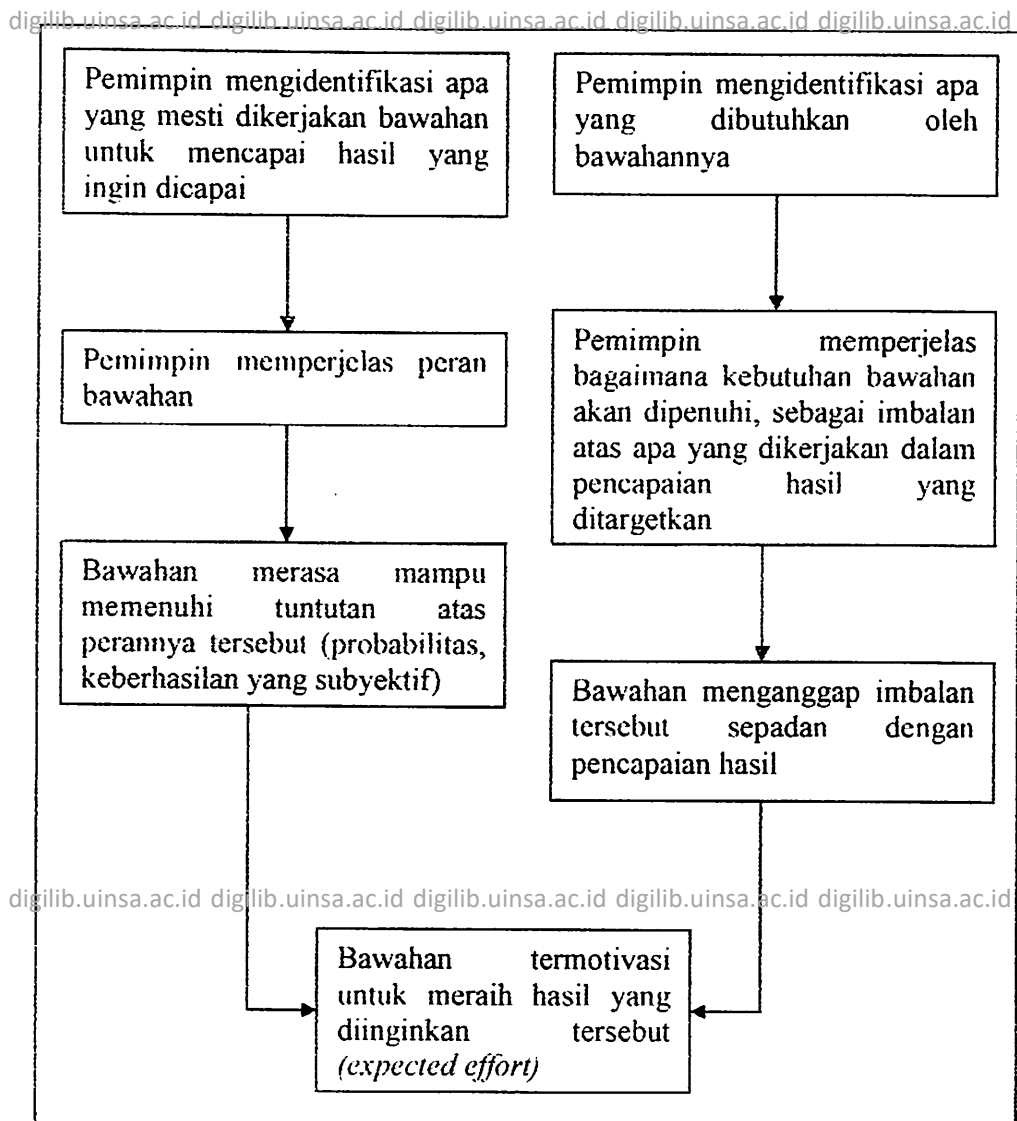 digilib.uinsa.ac.id digilib.uinsa.ac.id digilib.uinsa.ac.id digilib.uinsa.ac.id digilib.uinsa.ac.id
Pemimpin mengidentifikasi apa
yang mesti dikerjakan bawahan
untuk mencapai hasil yang
ingin dicapai
Pemimpin memperjelas peran
bawahan
Bawahan merasa mampu
memenuhi tuntutan atas
perannya tersebut (probabilitas,
keberhasilan yang subyektif)
Pemimpin mengidentifikasi apa
yang dibutuhkan oleh
bawahannya
Pemimpin memperjelas
bagaimana kebutuhan bawahan
akan dipenuhi, sebagai imbalan
atas apa yang dikerjakan dalam
pencapaian hasil yang
ditargetkan
Bawahan menganggap imbalan
tersebut sepadan dengan
pencapaian hasil
digilib.uinsa.ac.id digilib.uinsa.ac.id digilib.uinsa.ac.id digilib.uinsa.ac.id digilib.uinsa.ac.id
Bawahan termotivasi
untuk meraih hasil yang
diinginkan tersebut
(expected effort)